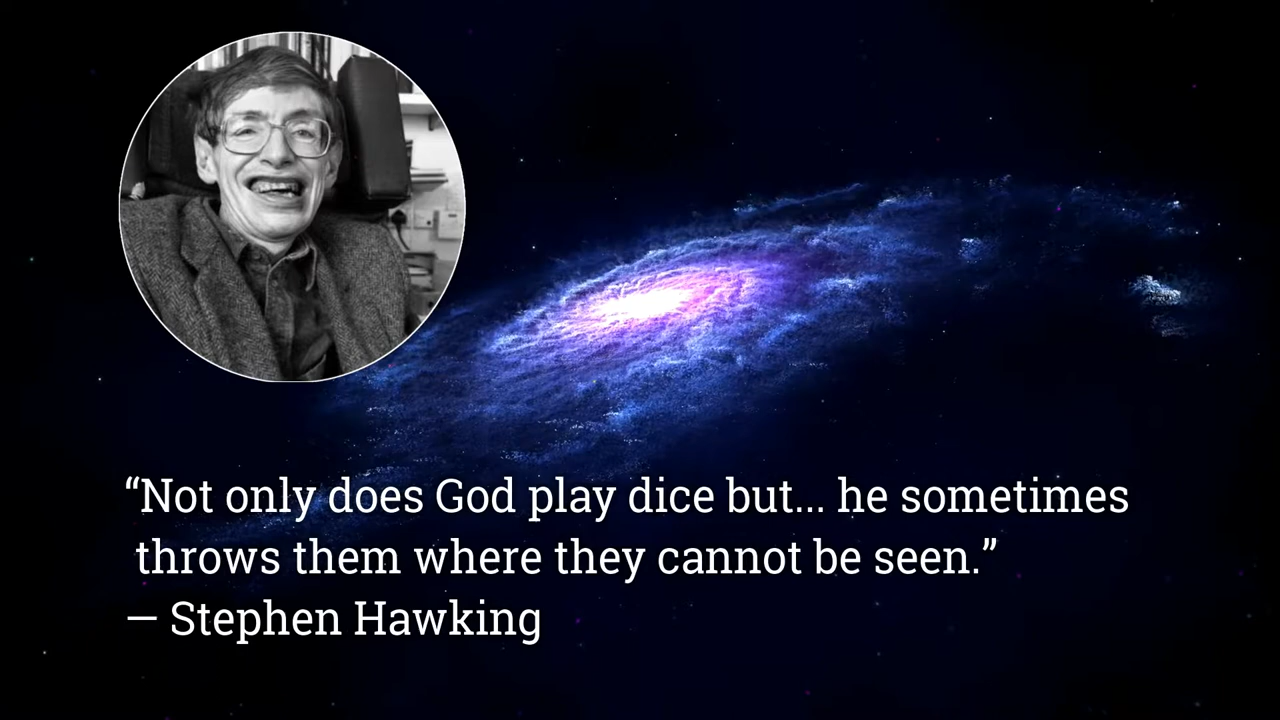 “Not only does God play dice but... he sometimes
throws them where they cannot be seen.”
— Stephen Hawking